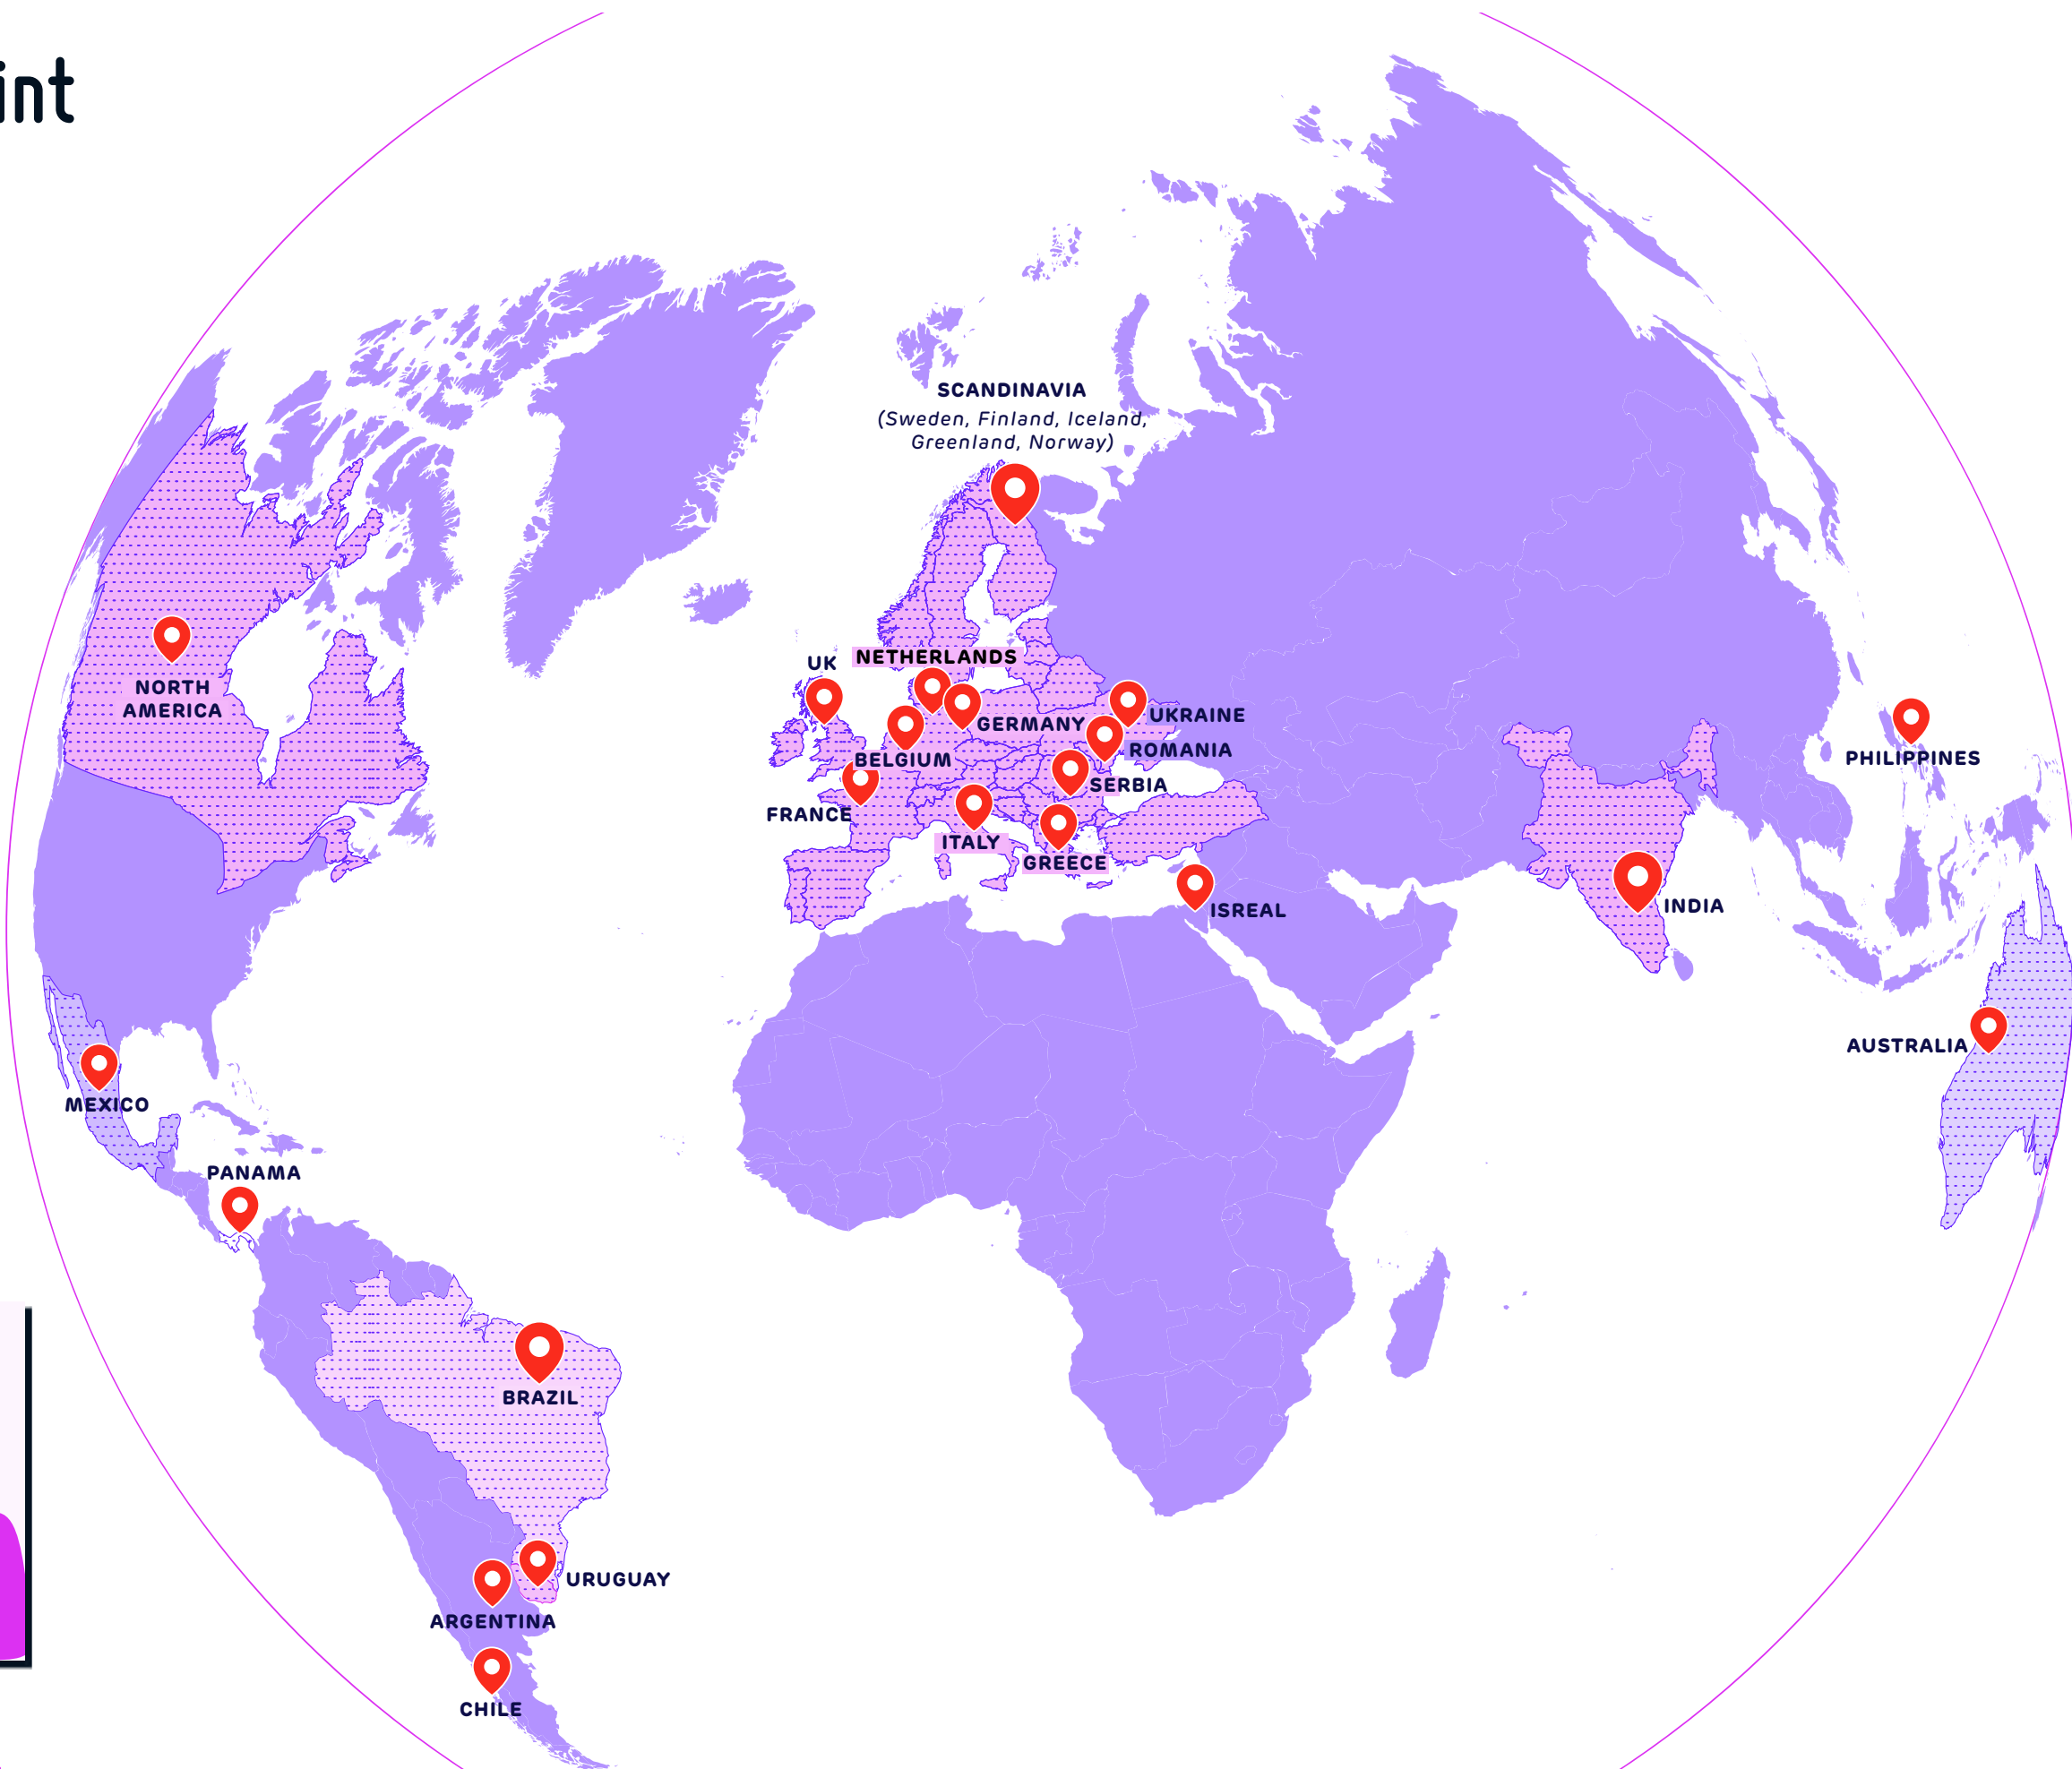 int
SCANDINAVIA
(Sweden, Finland, Iceland,
Greenland, Norway)
UK
NETHERLANDS
NORTH
AMERICA
GERMANY
UKRAINE
ROMANIA
BELGIUM
PHILIPPINES
SERBIA
FRANCE
ITALY
GREECE
ISREAL
INDIA
AUSTRALIA
MEXICO
PANAMA
BRAZIL
URUGUAY
ARGENTINA
CHILE